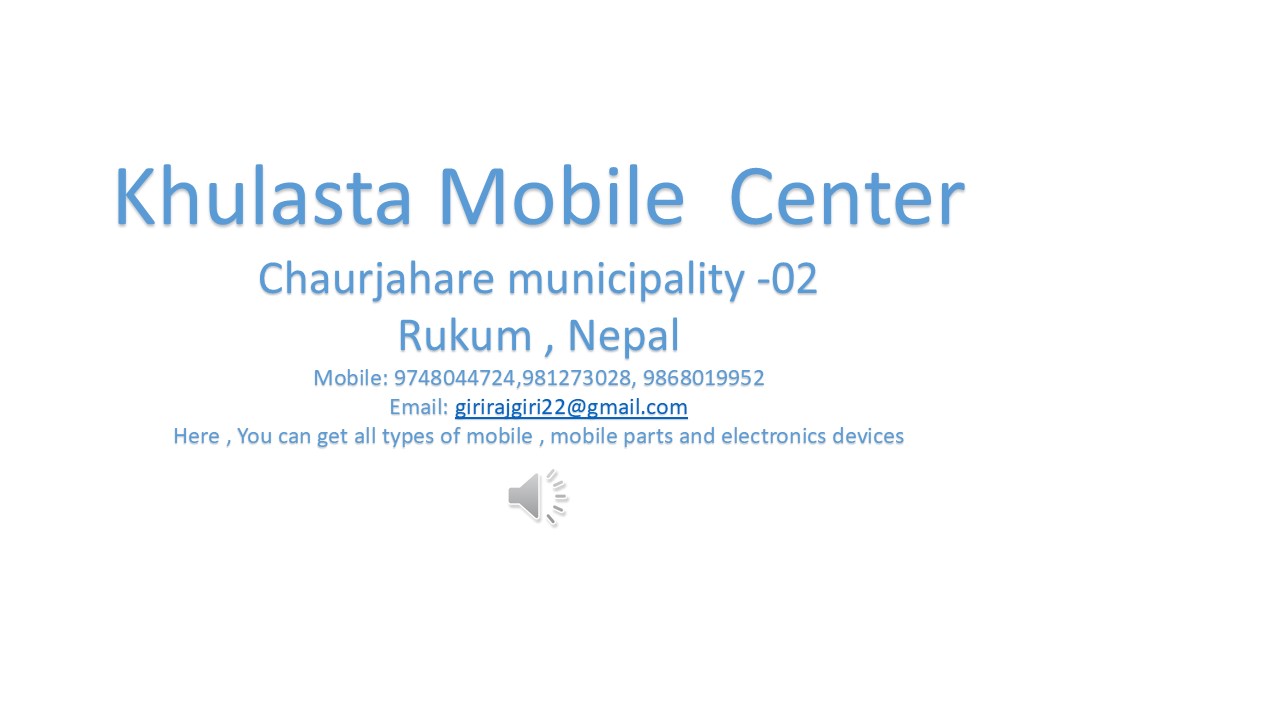 Khulasta Mobile  Center
Chaurjahare municipality -02
Rukum , Nepal
Mobile: 9748044724,981273028, 9868019952
Email: girirajgiri22@gmail.com
Here , You can get all types of mobile , mobile parts and electronics devices